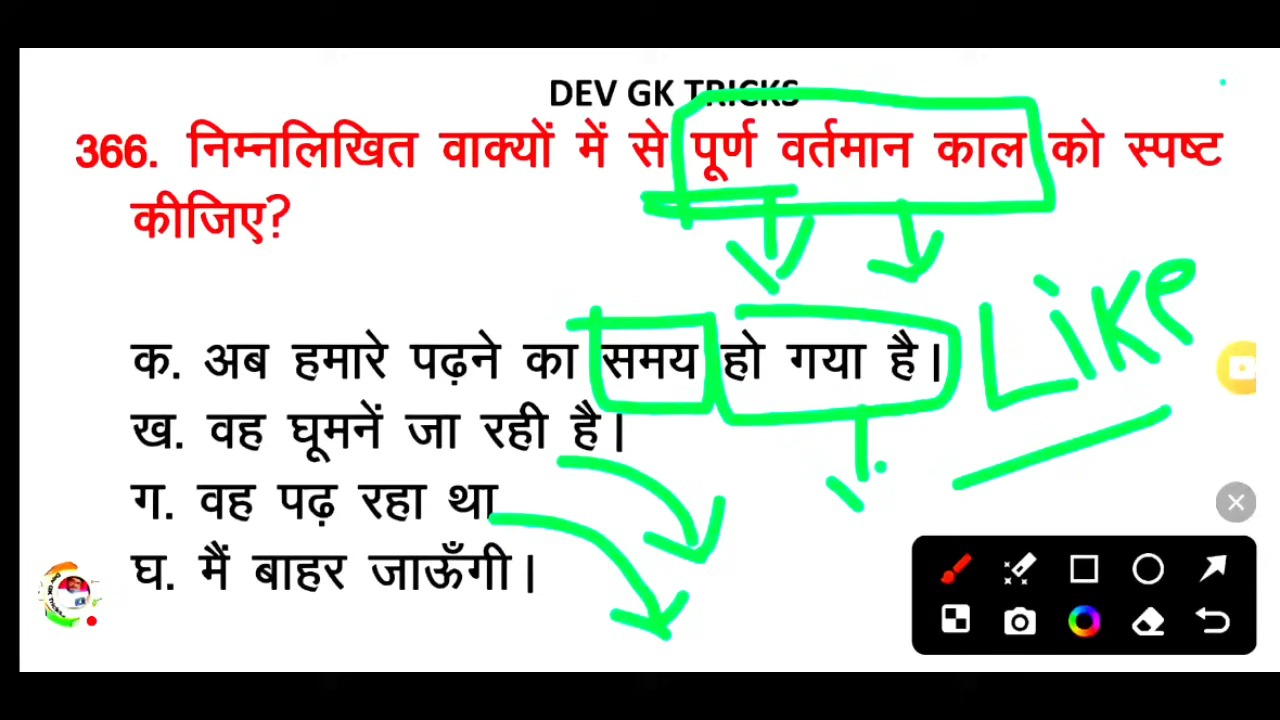 DEV GK TRICKS
366. निम्नलिखित वाक्यों में से पूर्ण वर्तमान काल को स्पष्ट
कीजिए?
क. अब हमारे पढ़ने का समय हो गया है।
Like
ख. वह घूमनें जा रही है।
ग. वह पढ़ रहा था
घ. मैं बाहर जाऊँगी।